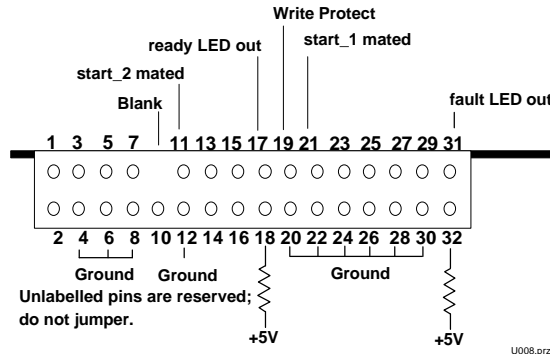 Write Protect
ready LED out
start_1 mated
start_2 mated
Blank
fault LED out
1 3 5 7 11 13 15 17 19 21 23 25 27 29 31
2 4 6 8 10 12 14 16 18 20 22 24 26 28 30 32
Ground Ground Ground
Unlabelled pins are reserved;
do not jumper.
+5V +5V
U008.prz